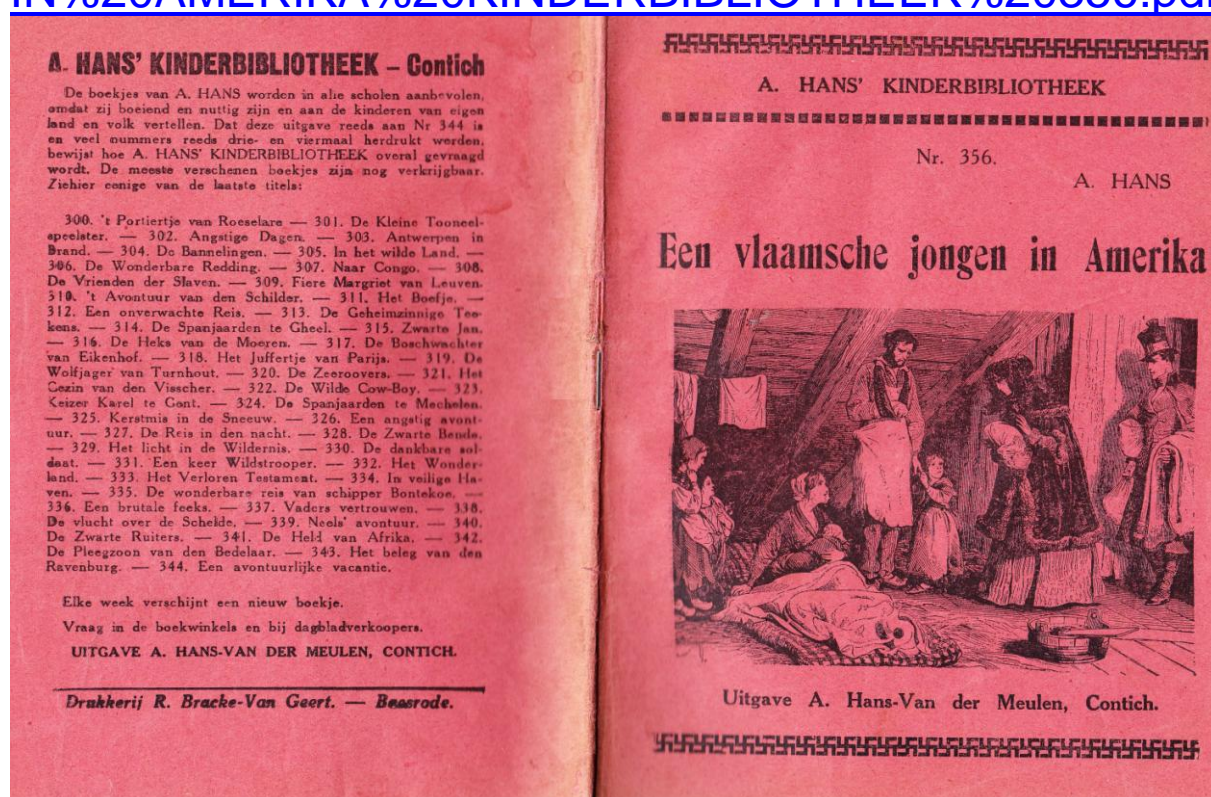 IN%20AMERIKA%20KINDERBIBLIOTHEEK%20356.pdf
A. HANS' KINDERBIBLIOTHEEK – Contich
De boekjes van A. HANS worden in alle scholen aanbevolen,
omdat zij boeiend en nuttig zijn en aan de kinderen van eigen
land en volk vertellen. Dat deze uitgave reeds aan Nr 344 is
en veel nummers reeds drie- en viermaal herdrukt werden,
bewijst hoe A. HANS' KINDERBIBLIOTHEEK overal gevraagd
wordt. De meeste verschenen boekjes zijn nog verkrijgbaar.
Ziehier eenige van de laatste titels:
300. 't Portiertje van Roeselare — 301. De Kleine Tooneel-
speelster. — 302. Angstige Dagen. — 303. Antwerpen in
Brand. — 304. De Bannelingen. — 305. In het wilde Land. —
306. De Wonderbare Redding. — 307. Naar Congo. — 308.
De Vrienden der Slaven. — 309. Fiere Margriet van Leuven.
310. 't Avontuur van den Schilder. — 311. Het Boefje. —
312. Een onverwachte Reis. — 313. De Geheimzinnige Tee-
kens. — 314. De Spanjaarden te Gheel. — 315. Zwarte Jan.
— 316. De Heks van de Moeren. — 317. De Boschwachter
van Eikenhof. — 318. Het Juffertje van Parijs. — 319. De
Wolfjager van Turnhout. — 320. De Zeeroovers. — 321. Het
Gezin van den Visscher. — 322. De Wilde Cow-Boy. — 323.
Keizer Karel te Gent. — 324. De Spanjaarden te Mechelen.
— 325. Kerstmis in de Sneeuw. — 326. Een angstig avont-
uur. — 327. De Reis in den nacht. — 328. De Zwarte Bende.
— 329. Het licht in de Wildernis. — 330. De dankbare sol-
daat. — 331. Een keer Wildstrooper. — 332. Het Wonder-
land. — 333. Het Verloren Testament. — 334. In veilige Ha-
ven. — 335. De wonderbare reis van schipper Bontekoe. —
336. Een brutale feeks. — 337. Vaders vertrouwen. — 338.
De vlucht over de Schelde. — 339. Neels' avontuur. — 340.
De Zwarte Ruiters. — 341. De Held van Afrika. — 342.
De Pleegzoon van den Bedelaar. — 343. Het beleg van den
Ravenburg. — 344. Een avontuurlijke vacantie.
Elke week verschijnt een nieuw boekje.
Vraag in de boekwinkels en bij dagbladverkoopers.
UITGAVE A. HANS-VAN DER MEULEN, CONTICH.
Drukkerij R. Bracke-Van Geert. — Baasrode.
A. HANS' KINDERBIBLIOTHEEK
Nr. 356.
A. HANS
Een vlaamsche jongen in Amerika
Uitgave A. Hans-Van der Meulen, Contich.